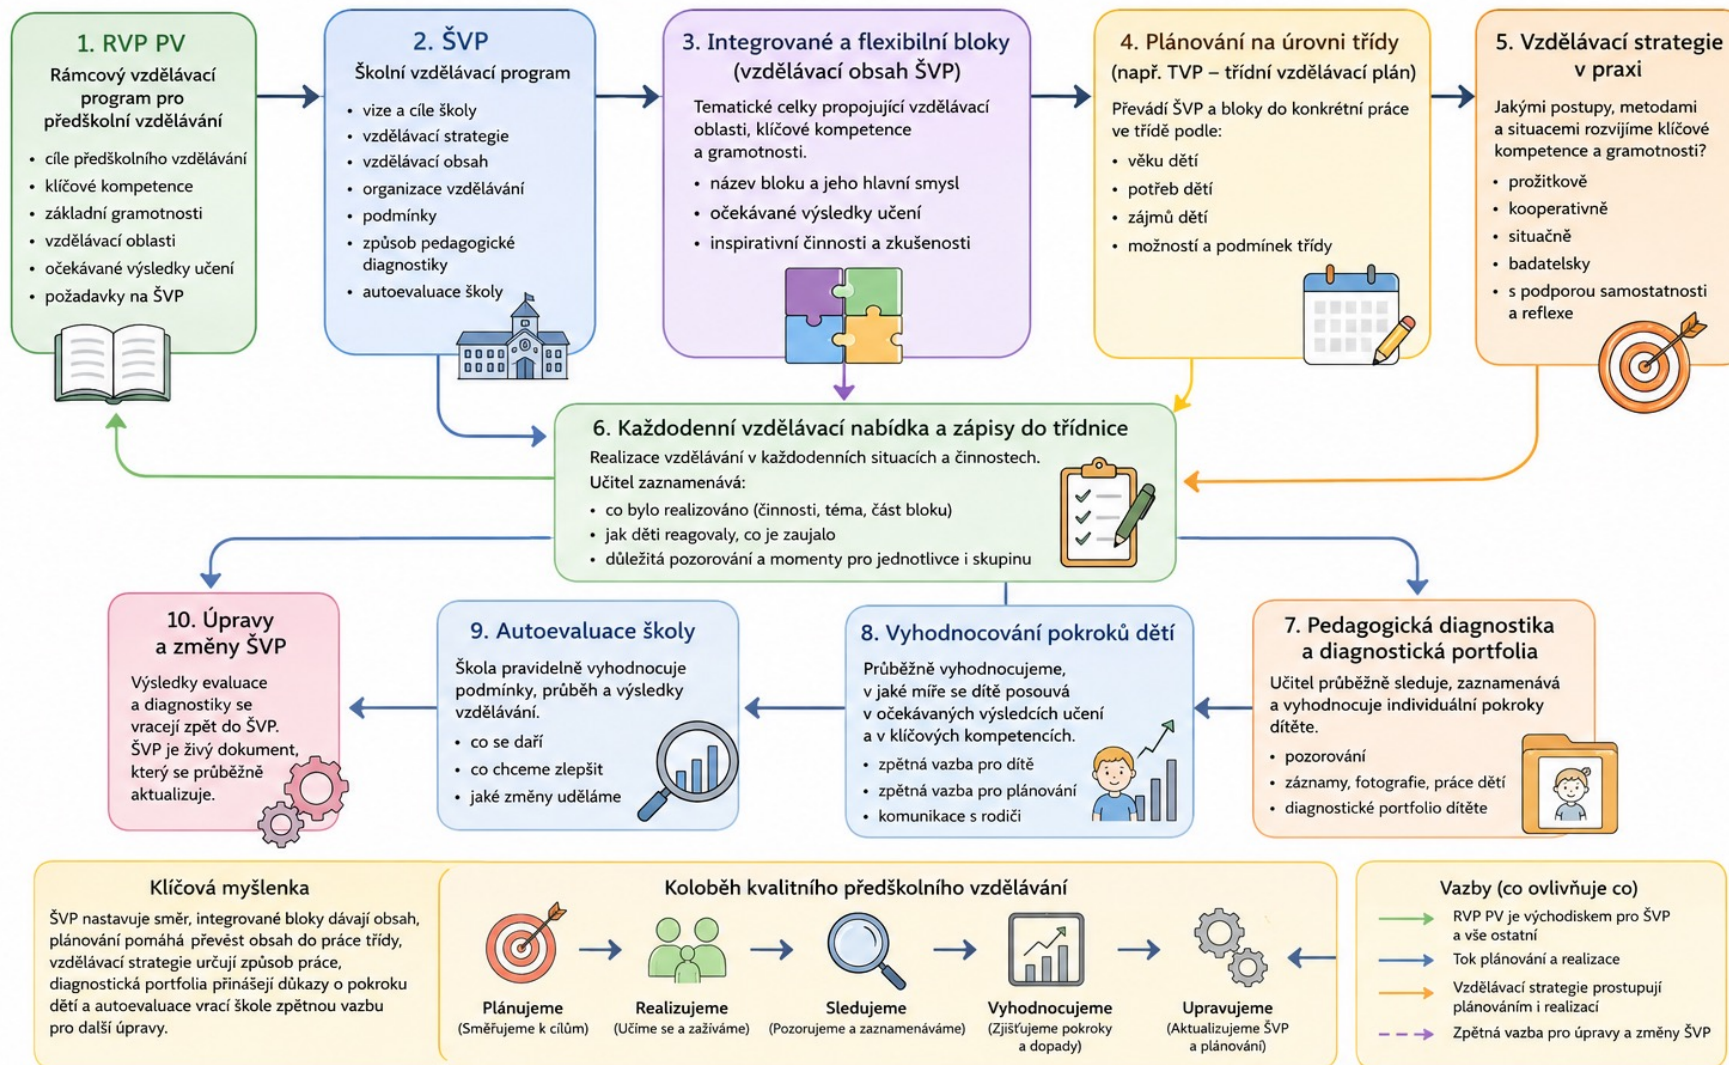 1. RVP PV
Rámcový vzdělávací
program pro
předškolní vzdělávání
• cíle předškolního vzdělávání
• klíčové kompetence
• základní gramotnosti
• vzdělávací oblasti
• očekávané výsledky učení
• požadavky na ŠVP
2. ŠVP
Školní vzdělávací program
• vize a cíle školy
• vzdělávací strategie
• vzdělávací obsah
• organizace vzdělávání
• podmínky
• způsob pedagogické
diagnostiky
• autoevaluace školy
3. Integrované a flexibilní bloky
(vzdělávací obsah ŠVP)
Tematické celky propojující vzdělávací
oblasti, klíčové kompetence
a gramotnosti.
• název bloku a jeho hlavní smysl
• očekávané výsledky učení
• inspirativní činnosti a zkušenosti
4. Plánování na úrovni třídy
(např. TVP – třídní vzdělávací plán)
Převádí ŠVP a bloky do konkrétní práce
ve třídě podle:
• věku dětí
• potřeb dětí
• zájmů dětí
• možností a podmínek třídy
5. Vzdělávací strategie
v praxi
Jakými postupy, metodami
a situacemi rozvijíme klíčové
kompetence a gramotnosti?
• prožitkově
• kooperativně
• situačně
• badatelsky
• s podporou samostatnosti
a reflexe
6. Každodenní vzdělávací nabídka a zápisy do třídnice
Realizace vzdělávání v každodenních situacích a činnostech.
Učitel zaznamenává:
• co bylo realizováno (činnosti, téma, část bloku)
• jak děti reagovaly, co je zaujalo
• důležitá pozorování a momenty pro jednotlivce i skupinu
10. Úpravy
a změny ŠVP
Výsledky evaluace
a diagnostiky se
vracejí zpět do ŠVP.
ŠVP je živý dokument,
který se průběžně
aktualizuje.
9. Autoevaluace školy
Škola pravidelně vyhodnocuje
podmínky, průběh a výsledky
vzdělávání.
• co se daří
• co chceme zlepšit
• jaké změny uděláme
8. Vyhodnocování pokroků dětí
Průběžně vyhodnocujeme,
v jaké míře se dítě posouvá
v očekávaných výsledcích učení
a v klíčových kompetencích.
• zpětná vazba pro dítě
• zpětná vazba pro plánování
• komunikace s rodiči
7. Pedagogická diagnostika
a diagnostická portfolia
Učitel průběžně sleduje, zaznamenává
a vyhodnocuje individuální pokroky
dítěte.
• pozorování
• záznamy, fotografie, práce dětí
• diagnostické portfolio dítěte
Klíčová myšlenka
ŠVP nastavuje směr, integrované bloky dávají obsah,
plánování pomáhá převést obsah do práce třídy,
vzdělávací strategie určují způsob práce,
diagnostická portfolia přinášejí důkazy o pokroku
dětí a autoevaluace vrací škole zpětnou vazbu
pro další úpravy.
Koloběh kvalitního předškolního vzdělávání
Plánujeme
(Směřujeme k cílům)
Realizujeme
(Učíme se a zažíváme)
Sledujeme
(Pozorujeme a zaznamenáváme)
Vyhodnocujeme
(Zjišťujeme pokroky
a dopady)
Upravujeme
(Aktualizujeme ŠVP
a plánování)
Vazby (co ovlivňuje co)
RVP PV je východiskem pro ŠVP
a vše ostatní
Tok plánování a realizace
Vzdělávací strategie prostupují
plánováním i realizací
Zpětná vazba pro úpravy a změny ŠVP